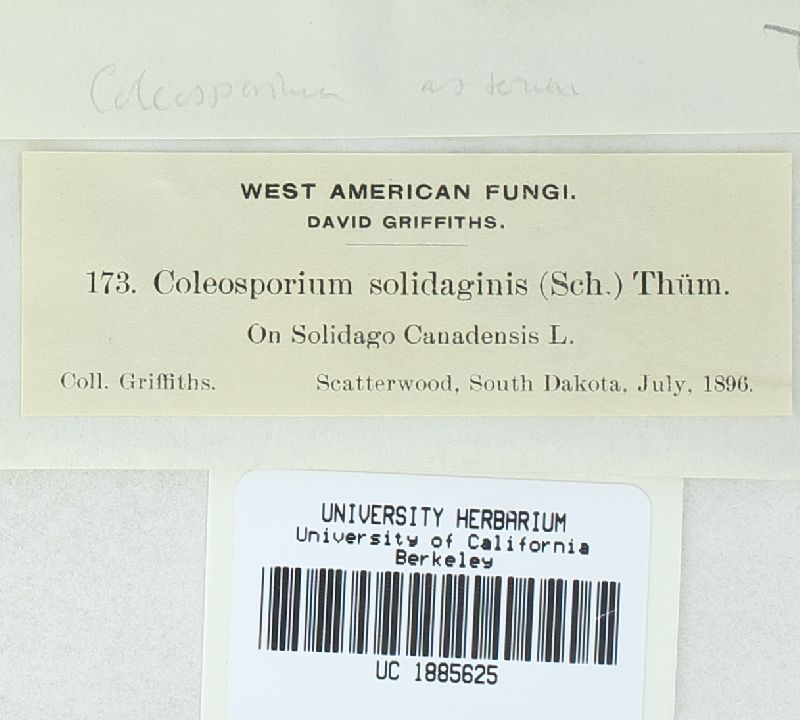 Coleosporium asterum
WEST AMERICAN FUNGI.
DAVID GRIFFITHS.
173. Coleosporium solidaginis (Sch.) Thüm.
On Solidago Canadensis L.
Coll. Griffiths. Scatterwood, South Dakota, July, 1896.
UNIVERSITY HERBARIUM
University of California
Berkeley
UC 1885625